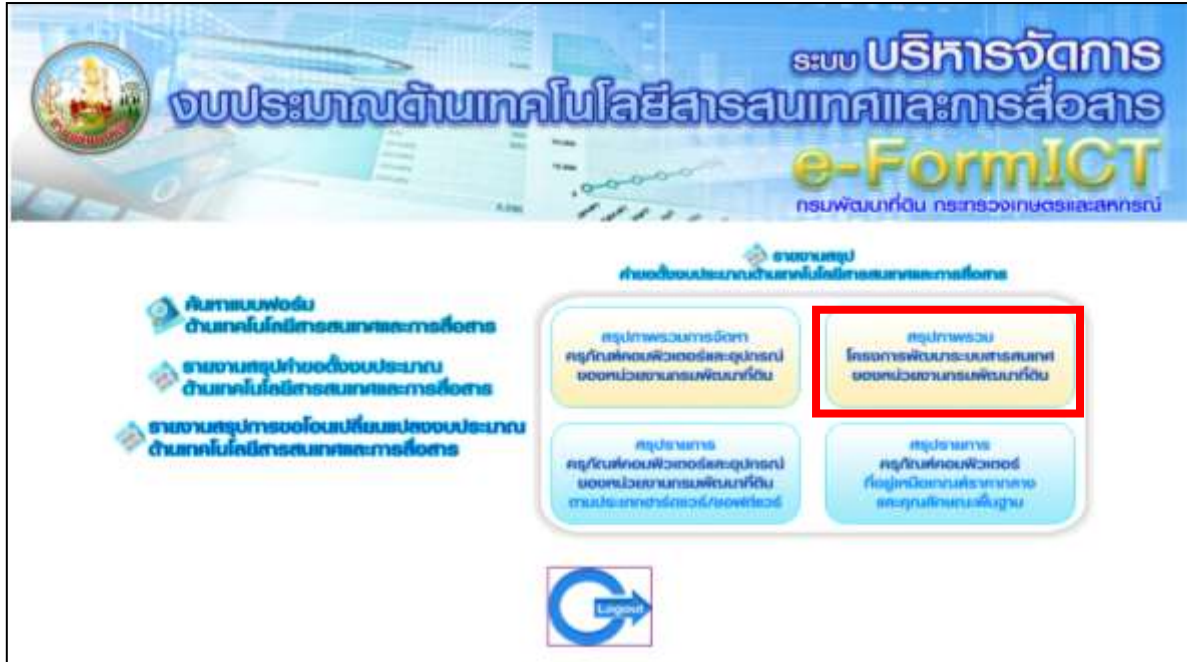 ระบบ บริหารจัดการ
งบประมาณด้านเทคโนโลยีสารสนเทศและการสื่อสาร
e-FormICT
กรมพัฒนาที่ดิน กระทรวงเกษตรและสหกรณ์
รายงานสรุป
คำขอตั้งงบประมาณด้านเทคโนโลยีสารสนเทศและการสื่อสาร
ค้นหาแบบฟอร์ม
ด้านเทคโนโลยีสารสนเทศและการสื่อสาร
รายงานสรุปคำขอตั้งงบประมาณ
ด้านเทคโนโลยีสารสนเทศและการสื่อสาร
รายงานสรุปการขอโอนเปลี่ยนแปลงงบประมาณ
ด้านเทคโนโลยีสารสนเทศและการสื่อสาร
สรุปภาพรวมการจัดหา
ครุภัณฑ์คอมพิวเตอร์และอุปกรณ์
ของหน่วยงานกรมพัฒนาที่ดิน
สรุปภาพรวม
โครงการพัฒนาระบบสารสนเทศ
ของหน่วยงานกรมพัฒนาที่ดิน
สรุปรายการ
ครุภัณฑ์คอมพิวเตอร์และอุปกรณ์
ของหน่วยงานกรมพัฒนาที่ดิน
ตามประเภทฮาร์ดแวร์/ซอฟต์แวร์
สรุปรายการ
ครุภัณฑ์คอมพิวเตอร์
ที่อยู่เหนือเกณฑ์ราคากลาง
และคุณลักษณะพื้นฐาน
Logout